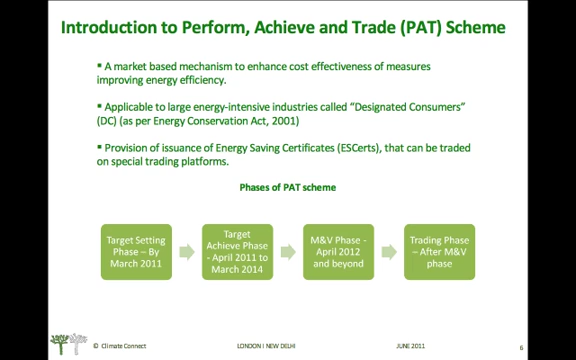 Introduction to Perform, Achieve and Trade (PAT) Scheme
▪ A market based mechanism to enhance cost effectiveness of measures
improving energy efficiency.
▪ Applicable to large energy-intensive industries called “Designated Consumers”
(DC) (as per Energy Conservation Act, 2001)
▪ Provision of issuance of Energy Saving Certificates (ESCerts), that can be traded
on special trading platforms.
Phases of PAT scheme
Target Setting
Phase – By
March 2011
Target
Achieve Phase
- April 2011 to
March 2014
M&V Phase -
April 2012
and beyond
Trading Phase
– After M&V
phase
© Climate Connect
LONDON I NEW DELHI
JUNE 2011
6